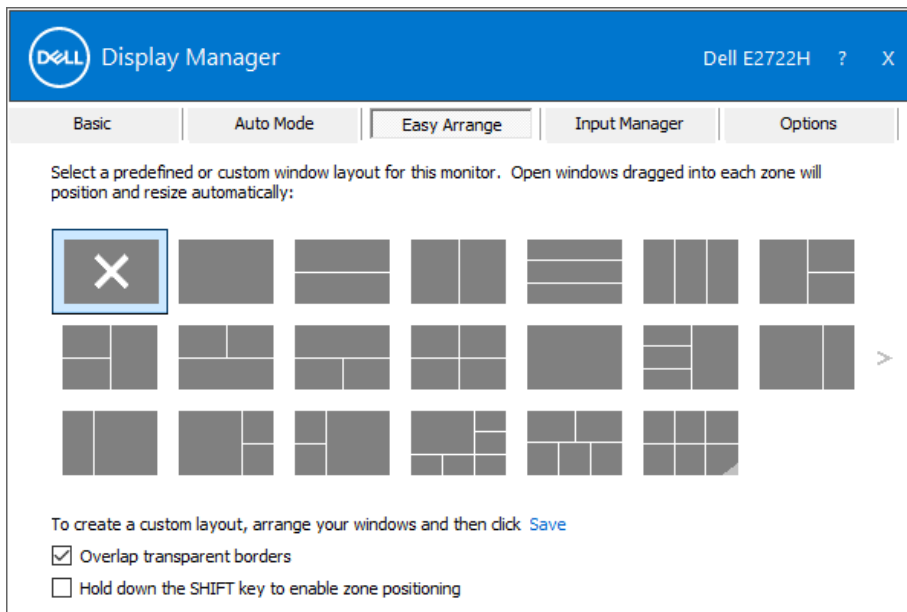 DELL Display Manager Dell E2722H ? X
Basic Auto Mode Easy Arrange Input Manager Options
Select a predefined or custom window layout for this monitor. Open windows dragged into each zone will
position and resize automatically:
>
To create a custom layout, arrange your windows and then click Save
Overlap transparent borders
Hold down the SHIFT key to enable zone positioning